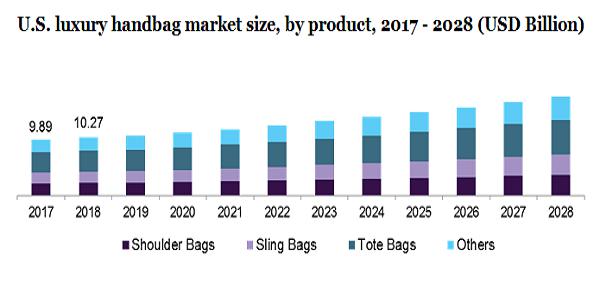 U.S. luxury handbag market size, by product, 2017 - 2028 (USD Billion)
9.89
10.27
2017 2018 2019 2020 2021 2022 2023 2024 2025 2026 2027 2028
Shoulder Bags Sling Bags Tote Bags Others